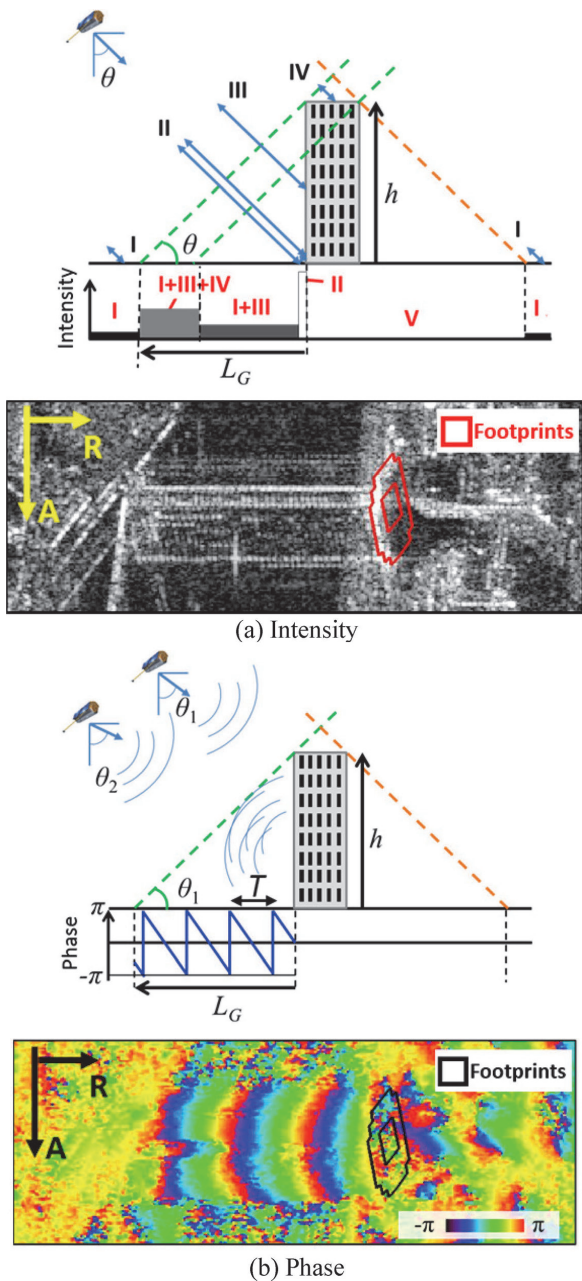 IV
θ
III
II
h
I
θ
I
Intensity
I
I+III+IV
I+III
II
V
I
L_G
R
A
Footprints
(a) Intensity
θ₁
θ₂
h
T
θ₁
π
Phase
-π
L_G
R
A
Footprints
-π
π
(b) Phase